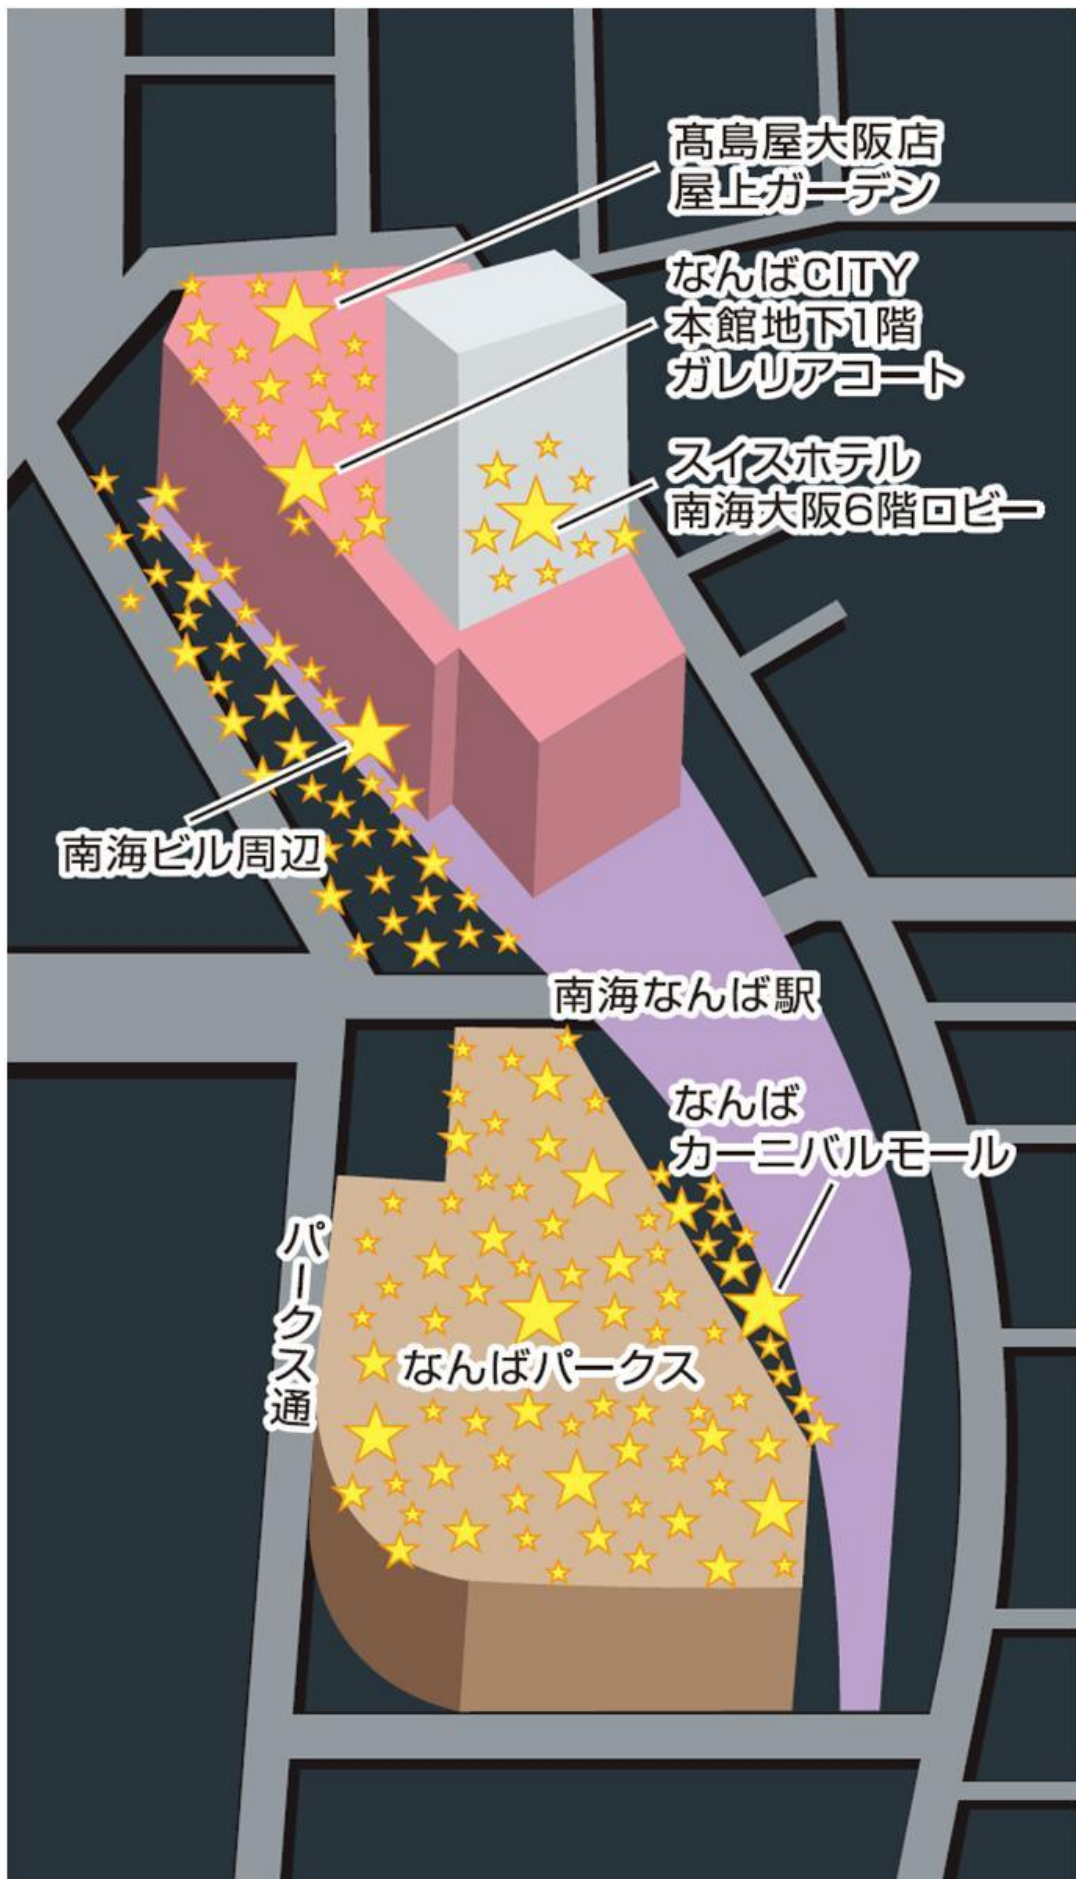 髙島屋大阪店
屋上ガーデン
なんばCITY
本館地下1階
ガレリアコート
スイスホテル
南海大阪6階ロビー
南海ビル周辺
南海なんば駅
なんば
カーニバルモール
パークス通
なんばパークス